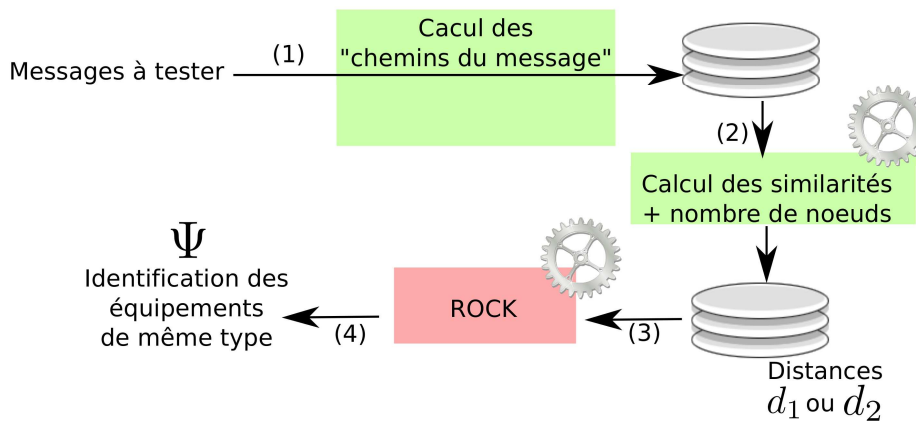 Cacul des
"chemins du message"
(1)
Messages à tester
(2)
Calcul des similarités
+ nombre de noeuds
Ψ
Identification des
équipements
de même type
(4)
ROCK
(3)
Distances
d₁ ou d₂